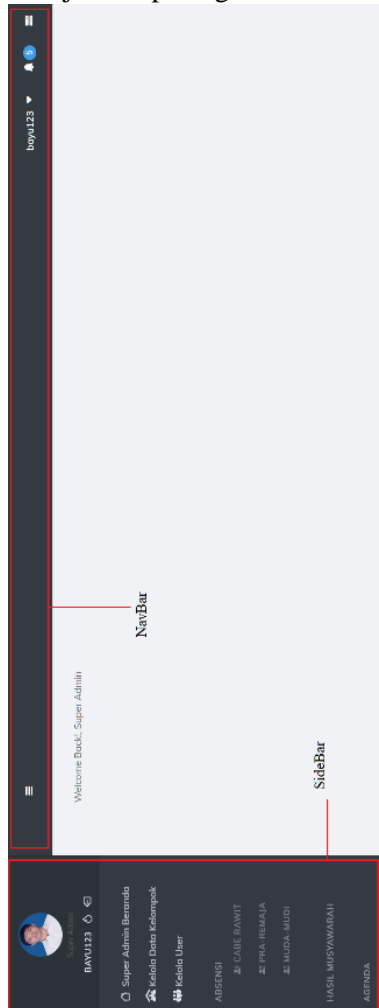 bayu123
5
Super Admin
BAYU123
Welcome Back!, Super Admin
Super Admin Beranda
Kelola Data Kelompok
Kelola User
ABSENSI
CABE RAWIT
PRA-REMAJA
MUDA-MUDI
HASIL MUSYAWARAH
AGENDA
NavBar
SideBar